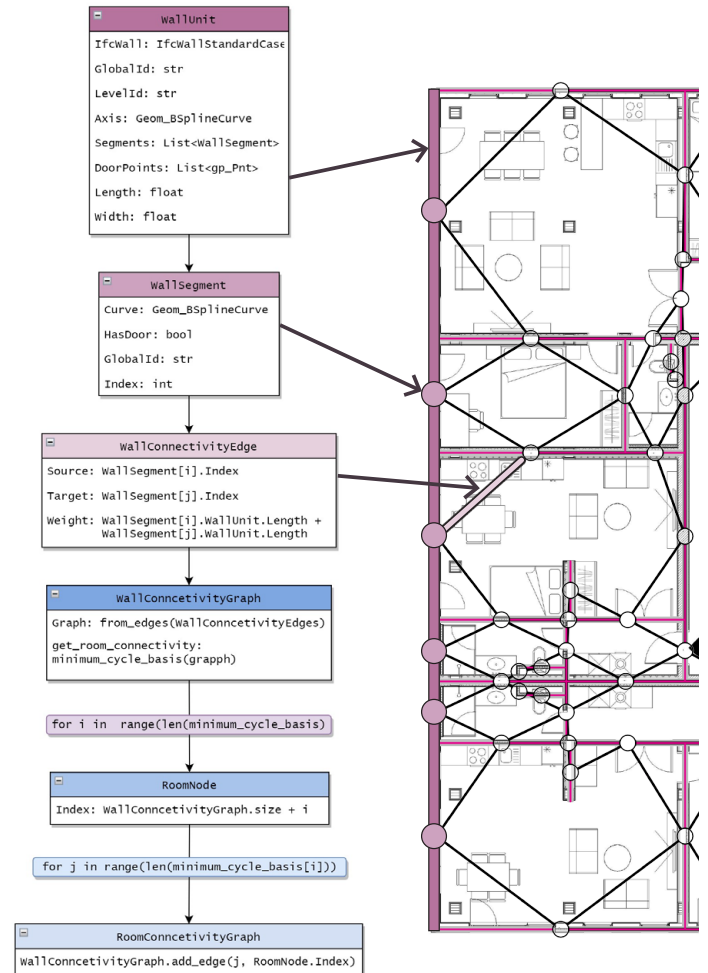 WallUnit
IfcWall: IfcWallStandardCase
GlobalId: str
LevelId: str
Axis: Geom_BSplineCurve
Segments: List<WallSegment>
DoorPoints: List<gp_Pnt>
Length: float
Width: float
WallSegment
Curve: Geom_BSplineCurve
HasDoor: bool
GlobalId: str
Index: int
WallConnectivityEdge
Source: WallSegment[i].Index
Target: WallSegment[j].Index
Weight: WallSegment[i].WallUnit.Length +
WallSegment[j].WallUnit.Length
WallConncetivityGraph
Graph: from_edges(WallConncetivityEdges)
get_room_connectivity:
minimum_cycle_basis(grapph)
for i in range(len(minimum_cycle_basis)
RoomNode
Index: WallConncetivityGraph.size + i
for j in range(len(minimum_cycle_basis[i]))
RoomConncetivityGraph
WallConncetivityGraph.add_edge(j, RoomNode.Index)